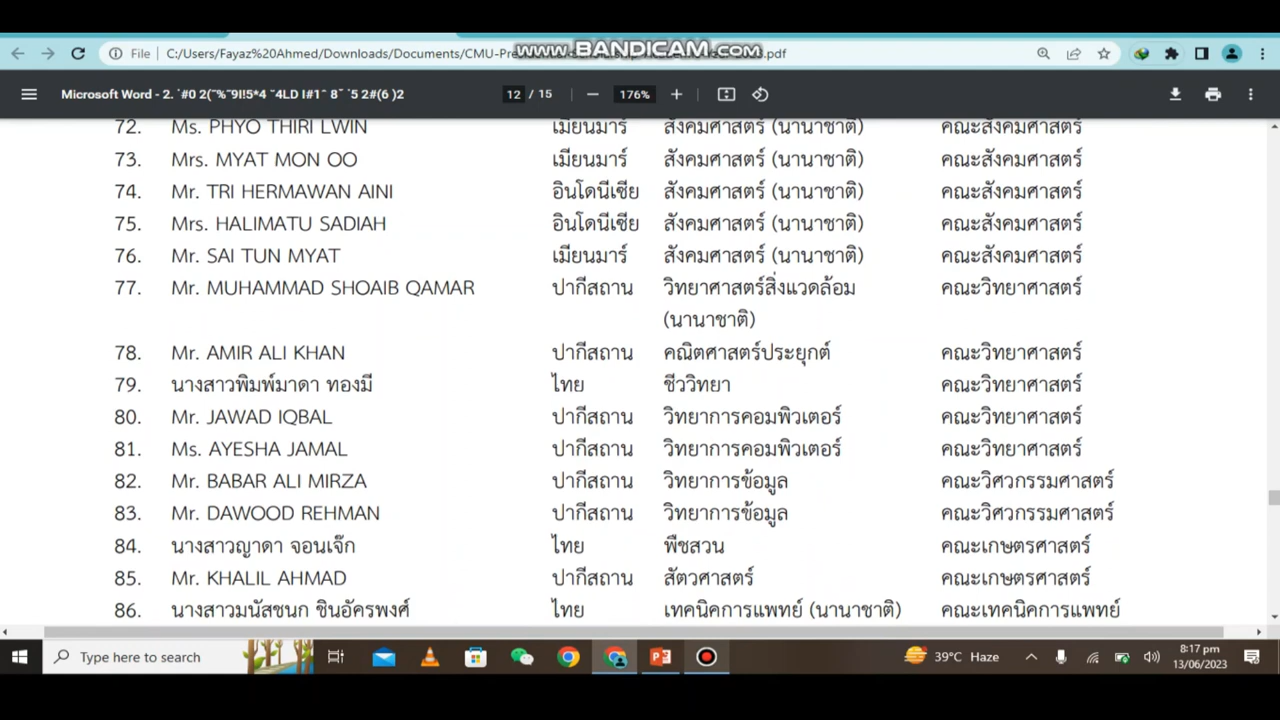 www.BANDICAM.com
File C:/Users/Fayaz%20Ahmed/Downloads/Documents/CMU-Pre pdf
Microsoft Word - 2. 12 / 15 176%
72. Ms. PHYO THIRI LWIN เมียนมาร์ สังคมศาสตร์ (นานาชาติ) คณะสังคมศาสตร์
73. Mrs. MYAT MON OO เมียนมาร์ สังคมศาสตร์ (นานาชาติ) คณะสังคมศาสตร์
74. Mr. TRI HERMAWAN AINI อินโดนีเซีย สังคมศาสตร์ (นานาชาติ) คณะสังคมศาสตร์
75. Mrs. HALIMATU SADIAH อินโดนีเซีย สังคมศาสตร์ (นานาชาติ) คณะสังคมศาสตร์
76. Mr. SAI TUN MYAT เมียนมาร์ สังคมศาสตร์ (นานาชาติ) คณะสังคมศาสตร์
77. Mr. MUHAMMAD SHOAIB QAMAR ปากีสถาน วิทยาศาสตร์สิ่งแวดล้อม คณะวิทยาศาสตร์
(นานาชาติ)
78. Mr. AMIR ALI KHAN ปากีสถาน คณิตศาสตร์ประยุกต์ คณะวิทยาศาสตร์
79. นางสาวพิมพ์มาดา ทองมี ไทย ชีววิทยา คณะวิทยาศาสตร์
80. Mr. JAWAD IQBAL ปากีสถาน วิทยาการคอมพิวเตอร์ คณะวิทยาศาสตร์
81. Ms. AYESHA JAMAL ปากีสถาน วิทยาการคอมพิวเตอร์ คณะวิทยาศาสตร์
82. Mr. BABAR ALI MIRZA ปากีสถาน วิทยาการข้อมูล คณะวิศวกรรมศาสตร์
83. Mr. DAWOOD REHMAN ปากีสถาน วิทยาการข้อมูล คณะวิศวกรรมศาสตร์
84. นางสาวญาดา จอนเจ๊ก ไทย พืชสวน คณะเกษตรศาสตร์
85. Mr. KHALIL AHMAD ปากีสถาน สัตวศาสตร์ คณะเกษตรศาสตร์
86. นางสาวมนัสชนก ชินอัครพงศ์ ไทย เทคนิคการแพทย์ (นานาชาติ) คณะเทคนิคการแพทย์
Type here to search 39°C Haze 8:17 pm
13/06/2023